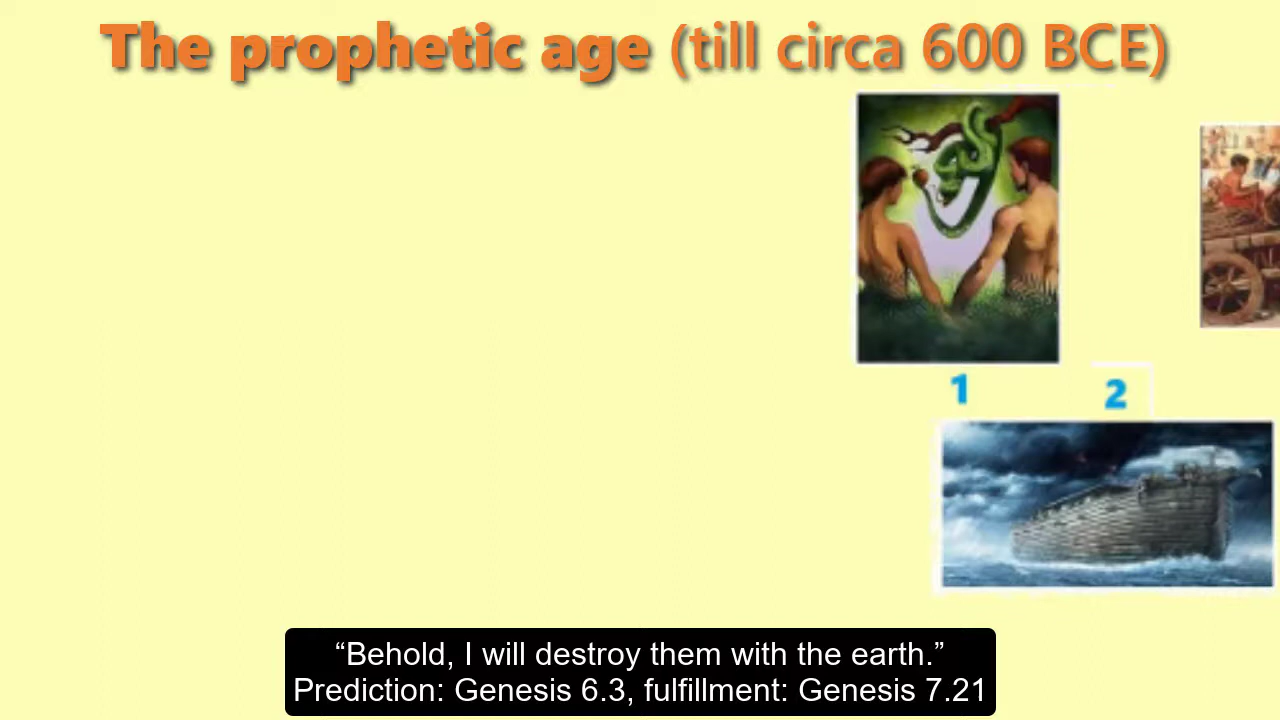 The prophetic age (till circa 600 BCE)
1
2
“Behold, I will destroy them with the earth.”
Prediction: Genesis 6.3, fulfillment: Genesis 7.21